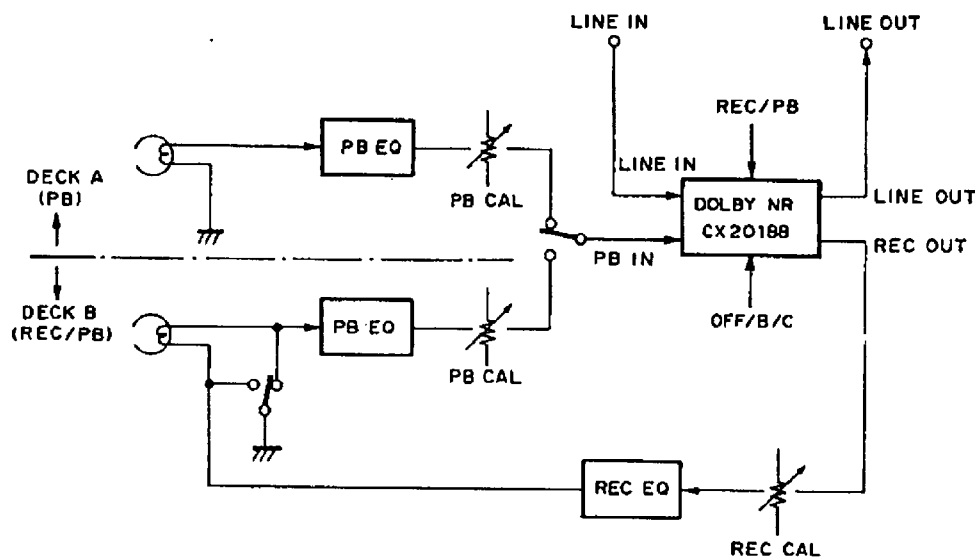 LINE IN
LINE OUT
REC/PB
PB EQ
LINE IN
DECK A
(PB)
PB CAL
DOLBY NR
CX20188
LINE OUT
REC OUT
PB IN
DECK B
(REC/PB)
PB EQ
OFF/B/C
PB CAL
REC EQ
REC CAL